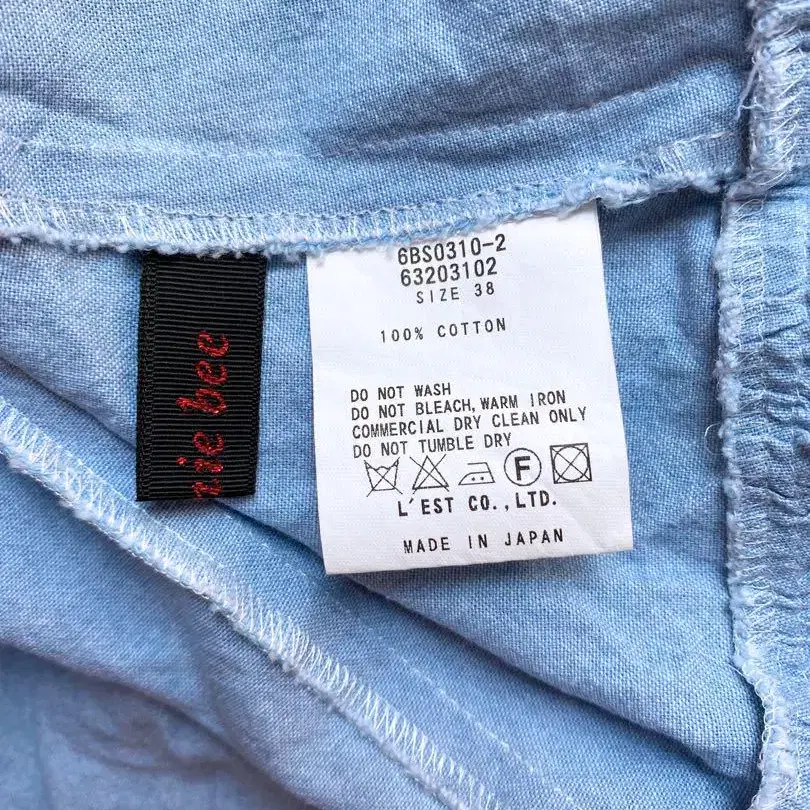 nie bee
6BS0310-2
63203102
SIZE 38
100% COTTON
DO NOT WASH
DO NOT BLEACH, WARM IRON
COMMERCIAL DRY CLEAN ONLY
DO NOT TUMBLE DRY
F
L'EST CO.,LTD.
MADE IN JAPAN